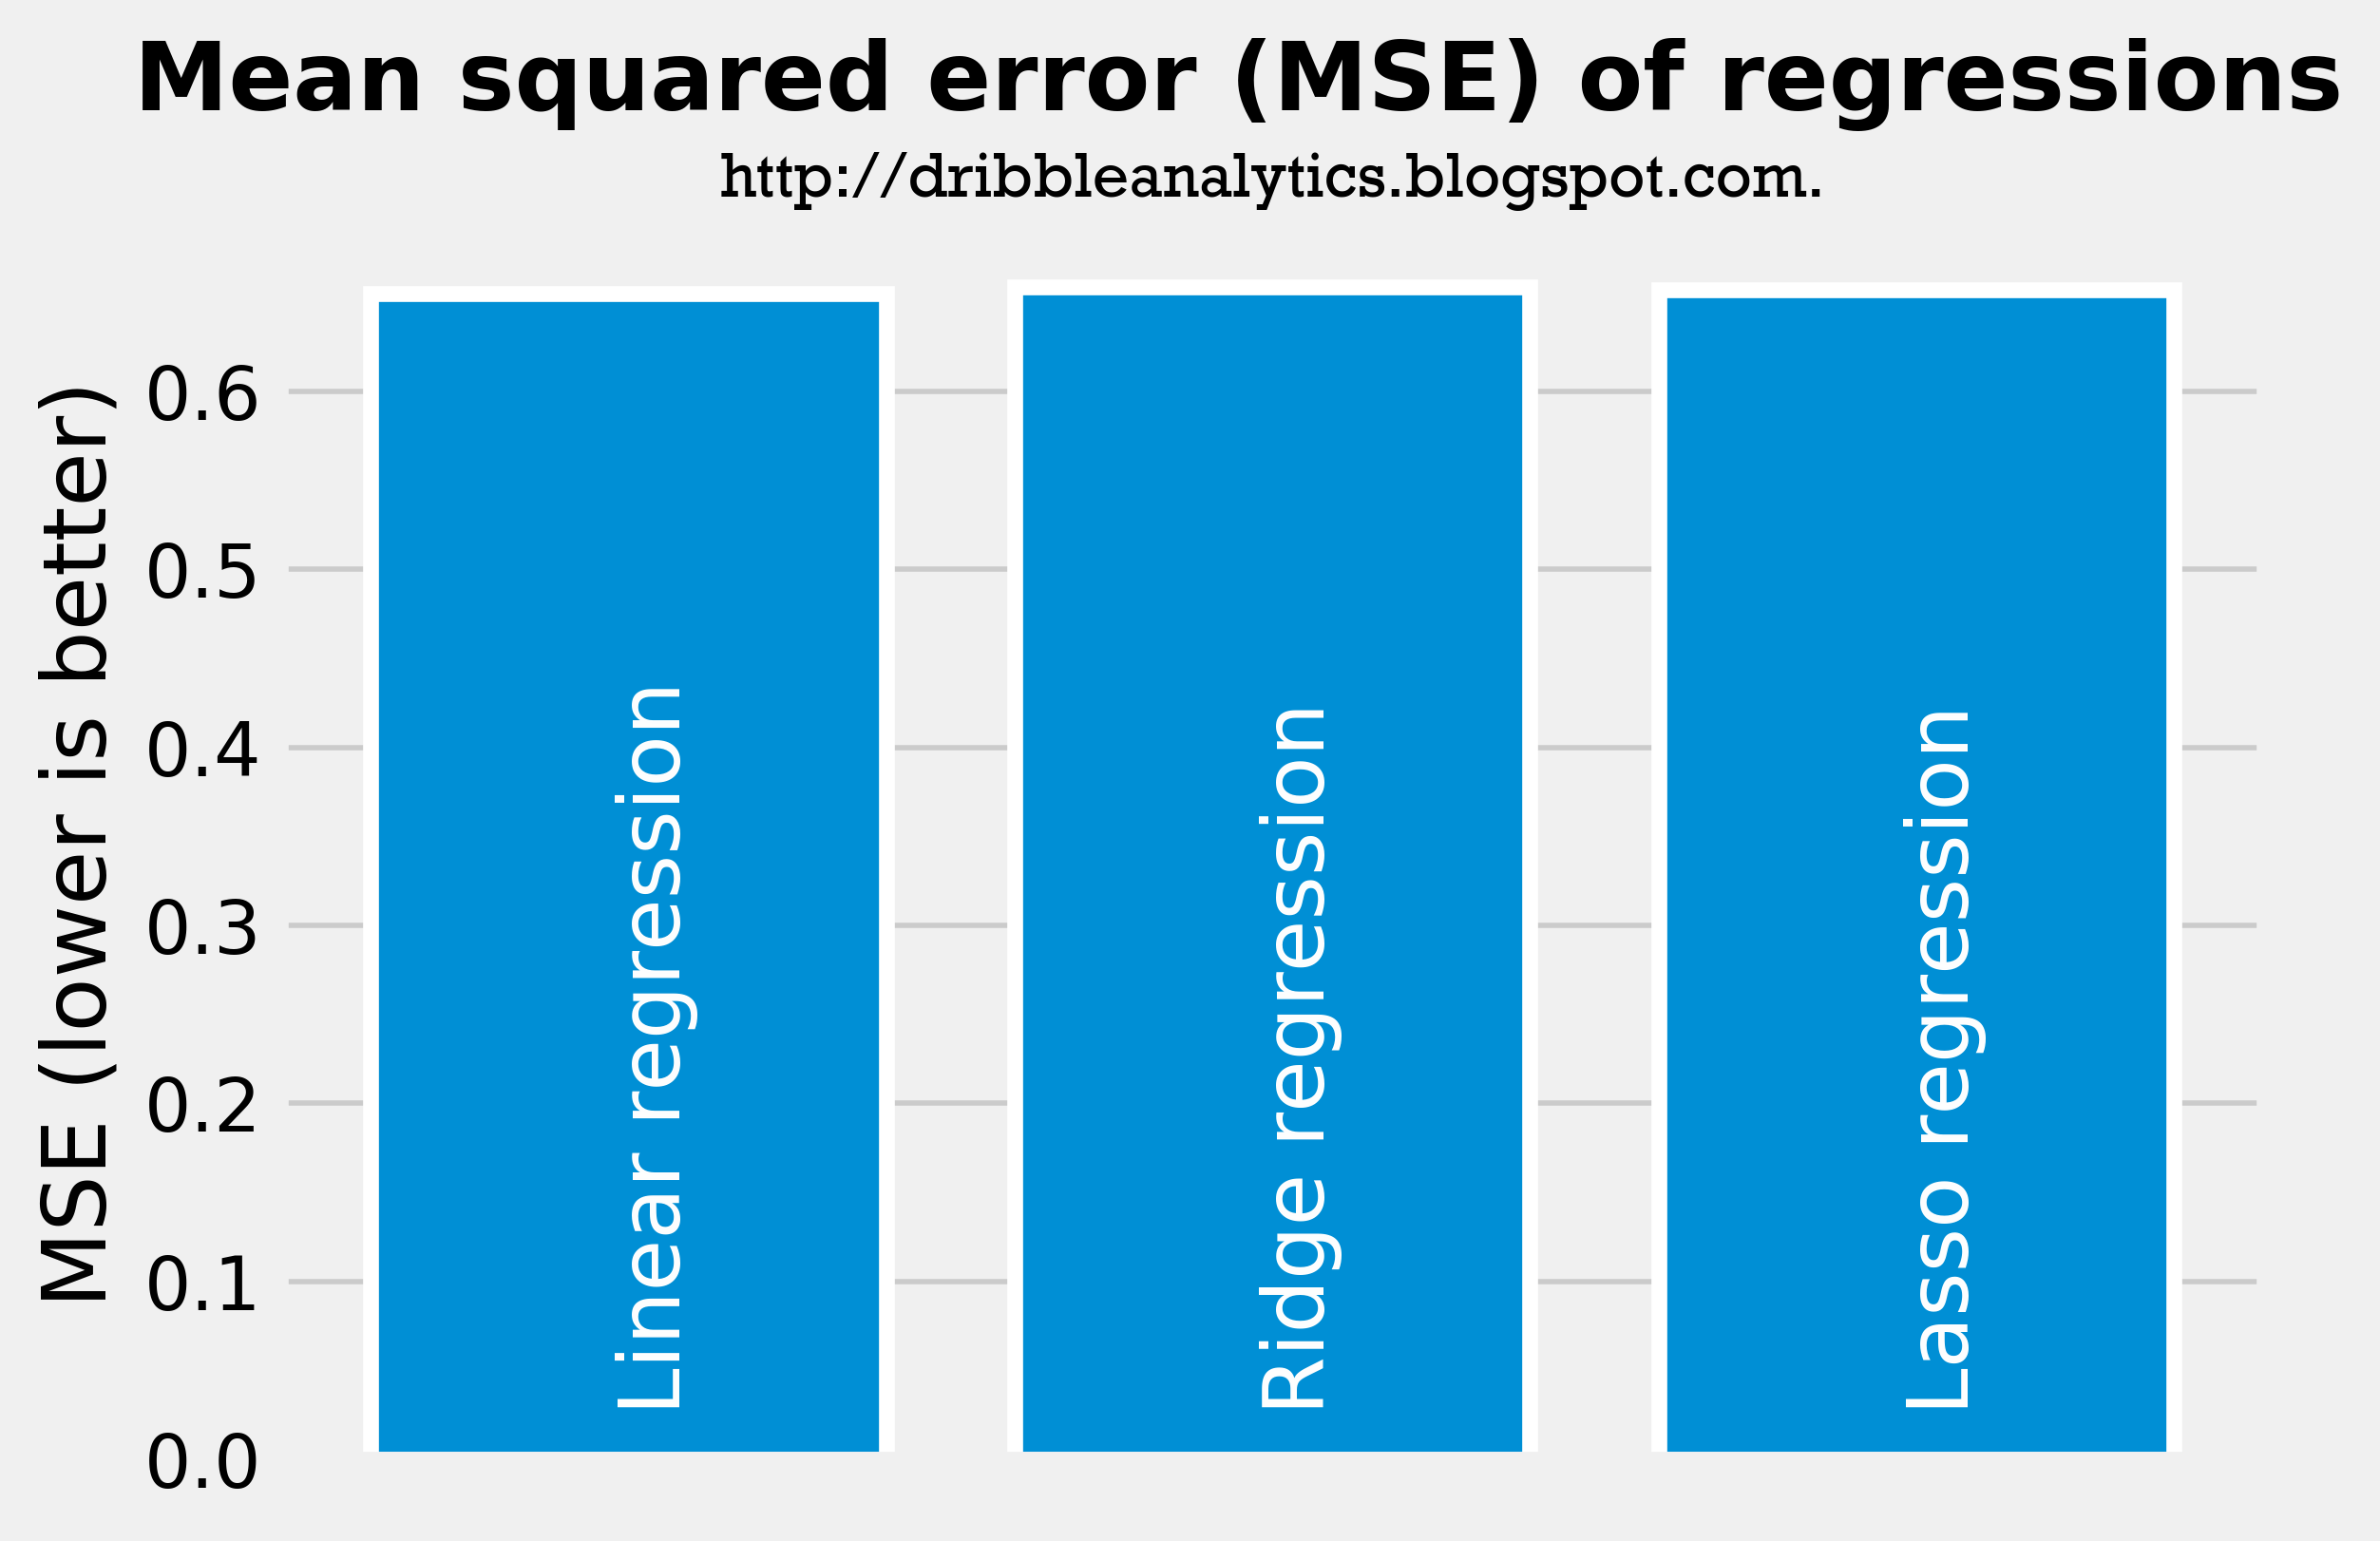 Mean squared error (MSE) of regressions
http://dribbleanalytics.blogspot.com.
MSE (lower is better)
0.6
0.5
0.4
0.3
0.2
0.1
0.0
Linear regression
Ridge regression
Lasso regression